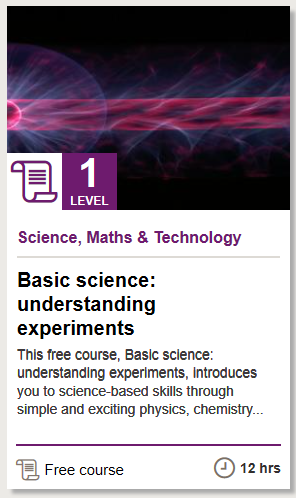 1
LEVEL
Science, Maths & Technology
Basic science:
understanding
experiments
This free course, Basic science:
understanding experiments, introduces
you to science-based skills through
simple and exciting physics, chemistry...
Free course
12 hrs